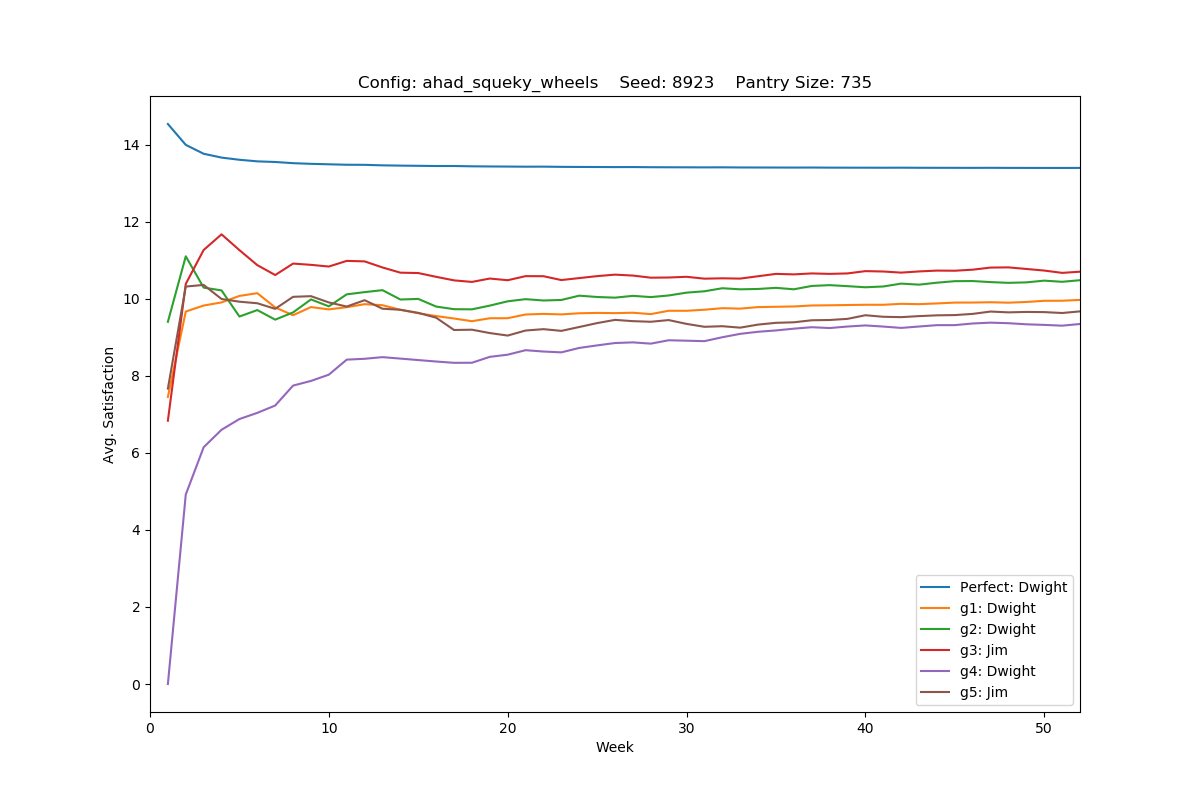 Config: ahad_squeky_wheels    Seed: 8923    Pantry Size: 735
14
12
10
8
6
4
2
0
Avg. Satisfaction
0 10 20 30 40 50
Week
Perfect: Dwight
g1: Dwight
g2: Dwight
g3: Jim
g4: Dwight
g5: Jim